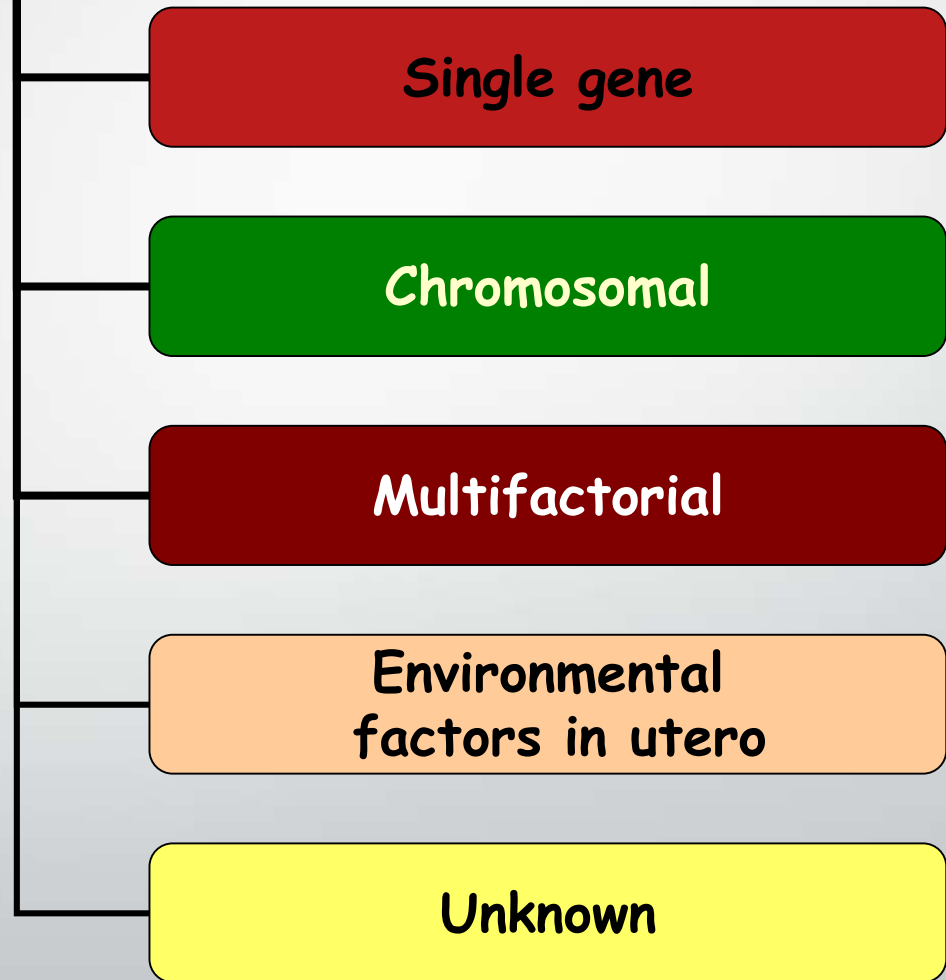 Single gene
Chromosomal
Multifactorial
Environmental
factors in utero
Unknown